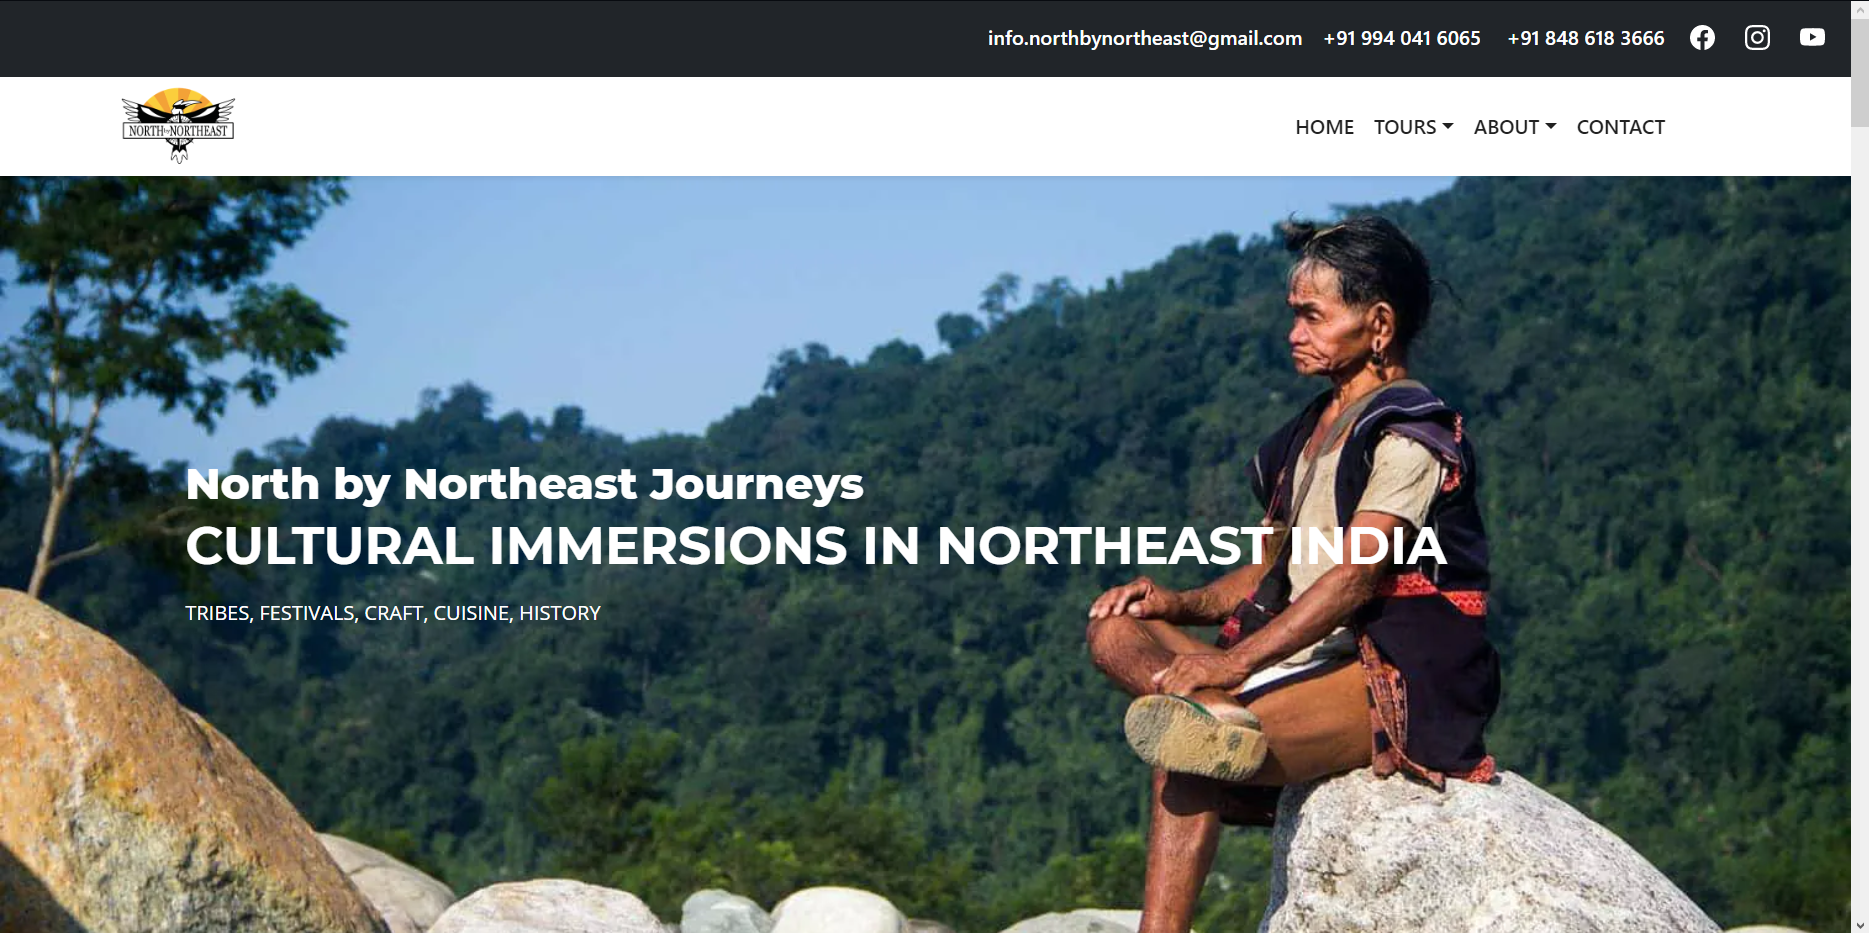 info.northbynortheast@gmail.com +91 994 041 6065 +91 848 618 3666
NORTH by NORTHEAST
HOME TOURS ABOUT CONTACT
North by Northeast Journeys
CULTURAL IMMERSIONS IN NORTHEAST INDIA
TRIBES, FESTIVALS, CRAFT, CUISINE, HISTORY